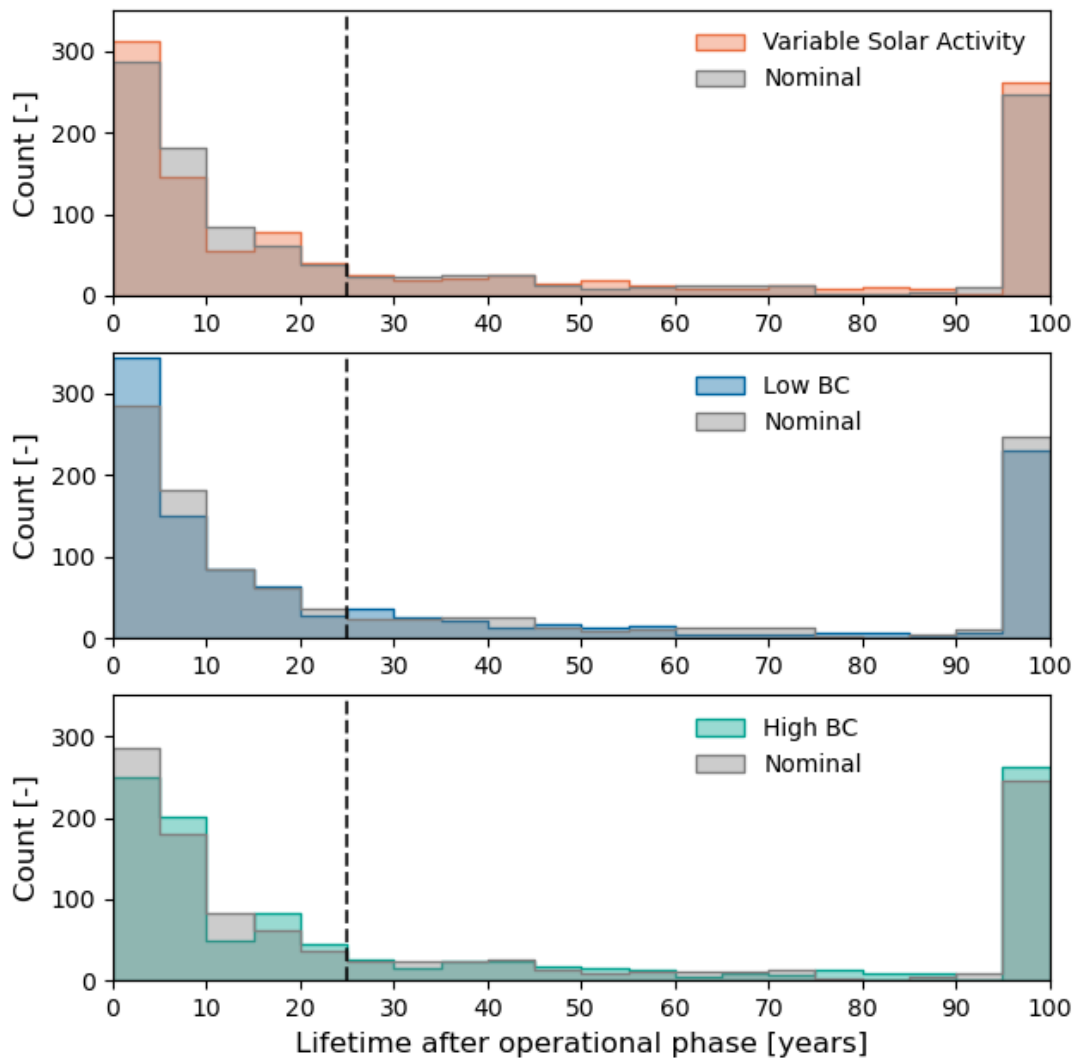 Count [-]
300
200
100
0
Variable Solar Activity
Nominal
0 10 20 30 40 50 60 70 80 90 100
Count [-]
300
200
100
0
Low BC
Nominal
0 10 20 30 40 50 60 70 80 90 100
Count [-]
300
200
100
0
High BC
Nominal
0 10 20 30 40 50 60 70 80 90 100
Lifetime after operational phase [years]